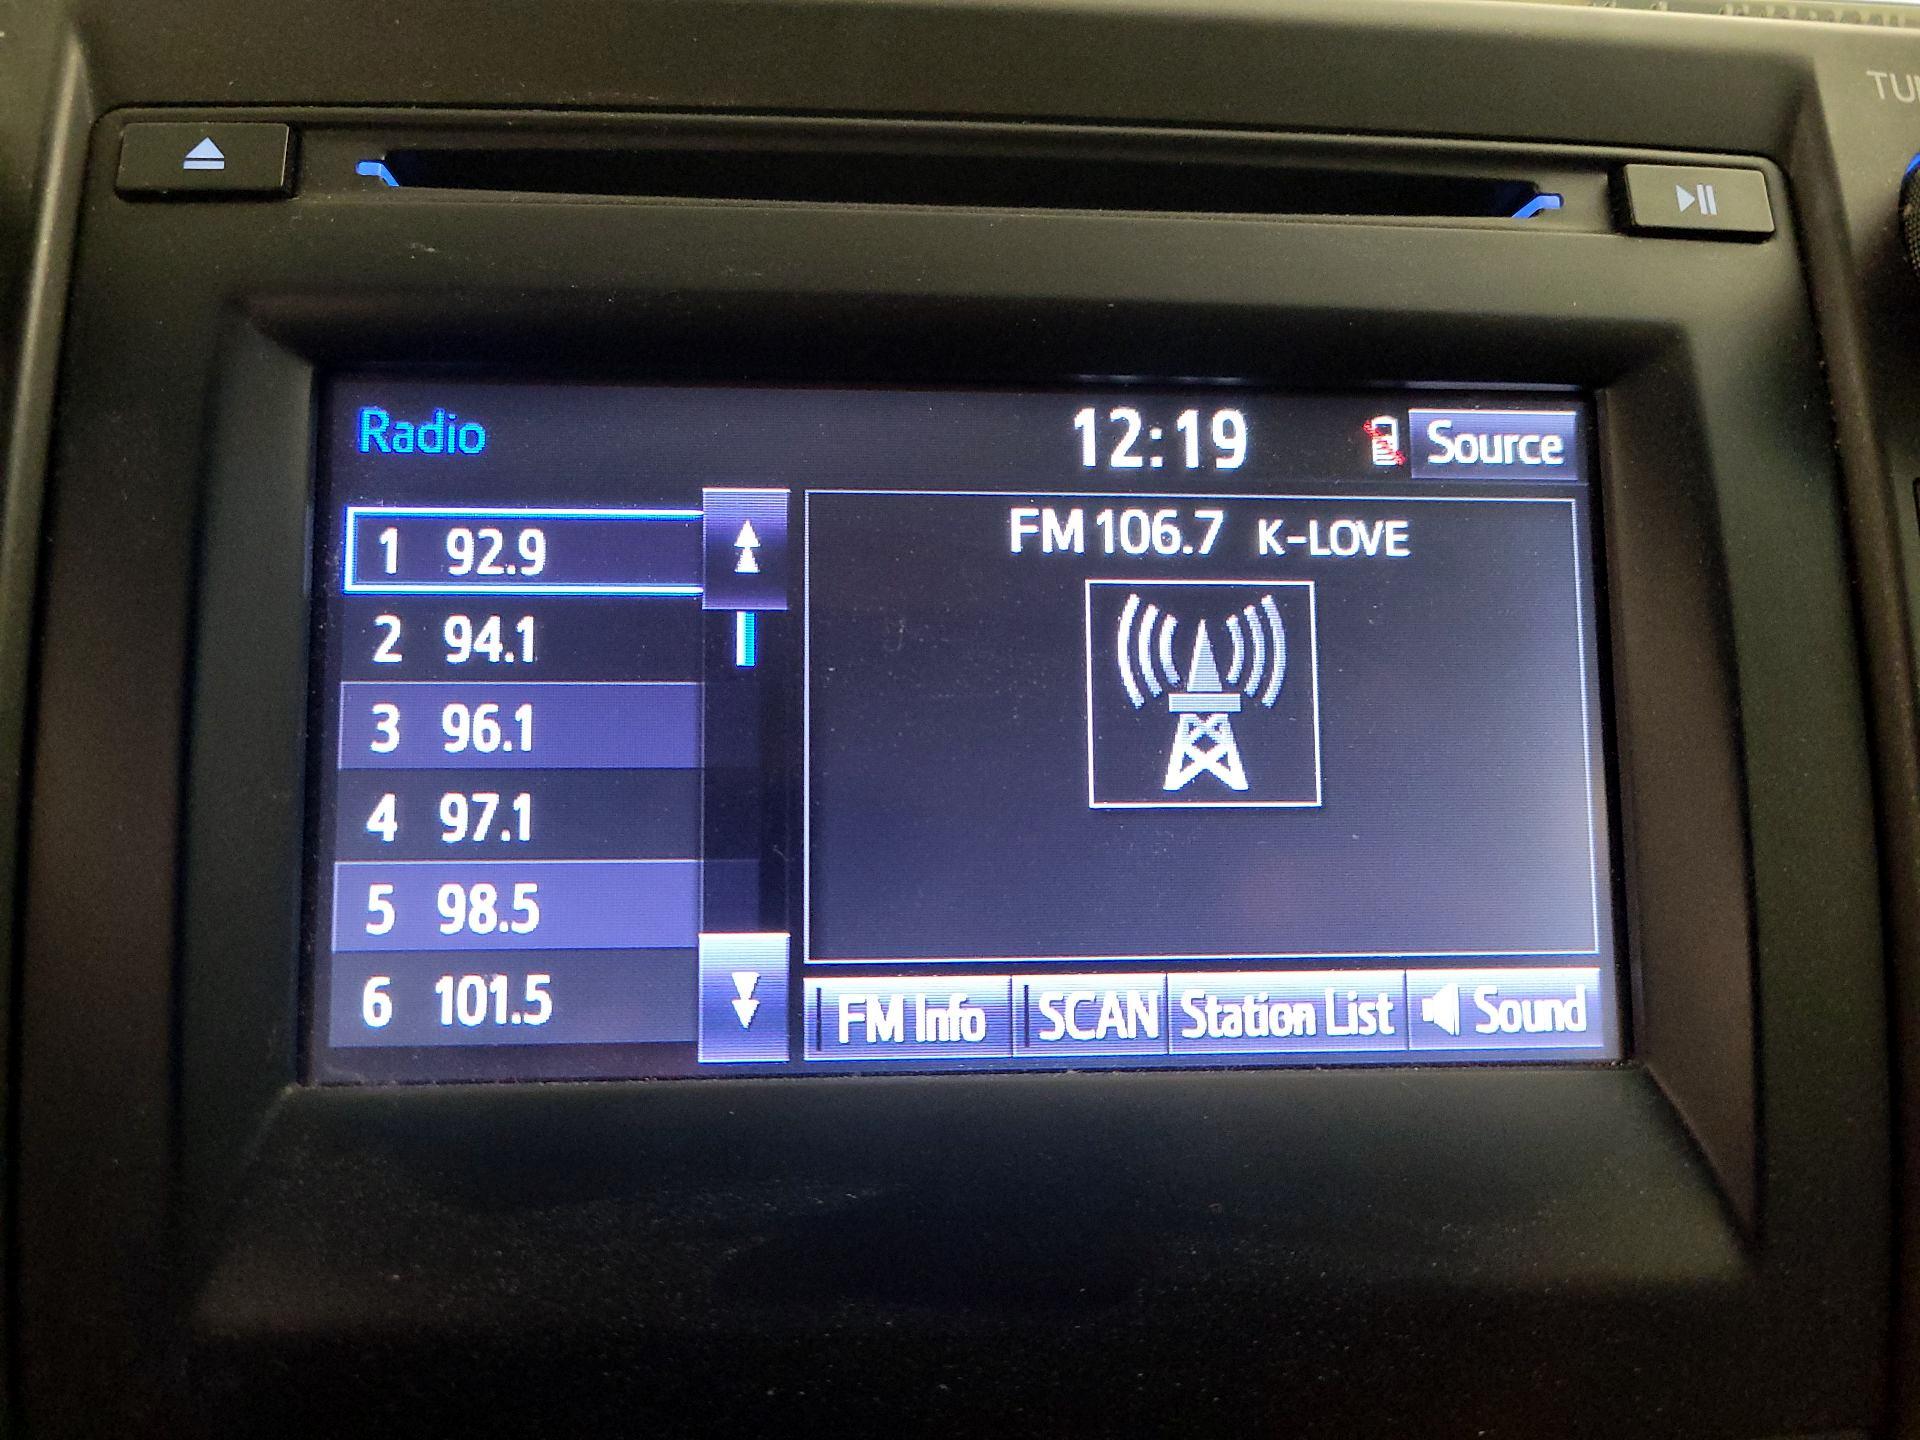 TU
Radio 12:19 Source
1 92.9
2 94.1
3 96.1
4 97.1
5 98.5
6 101.5
FM 106.7 K-LOVE
FM Info SCAN Station List Sound